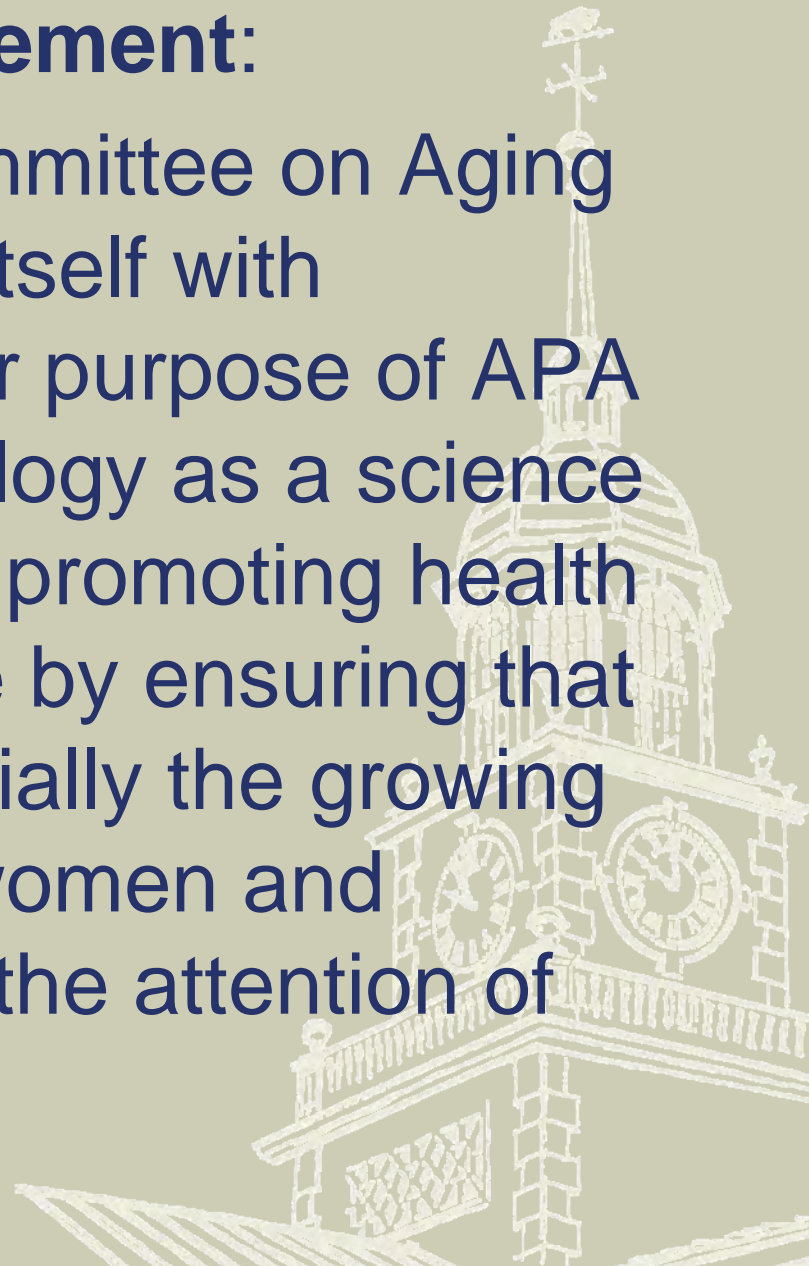 ement:
mmittee on Aging
tself with
r purpose of APA
logy as a science
promoting health
e by ensuring that
ially the growing
women and
the attention of